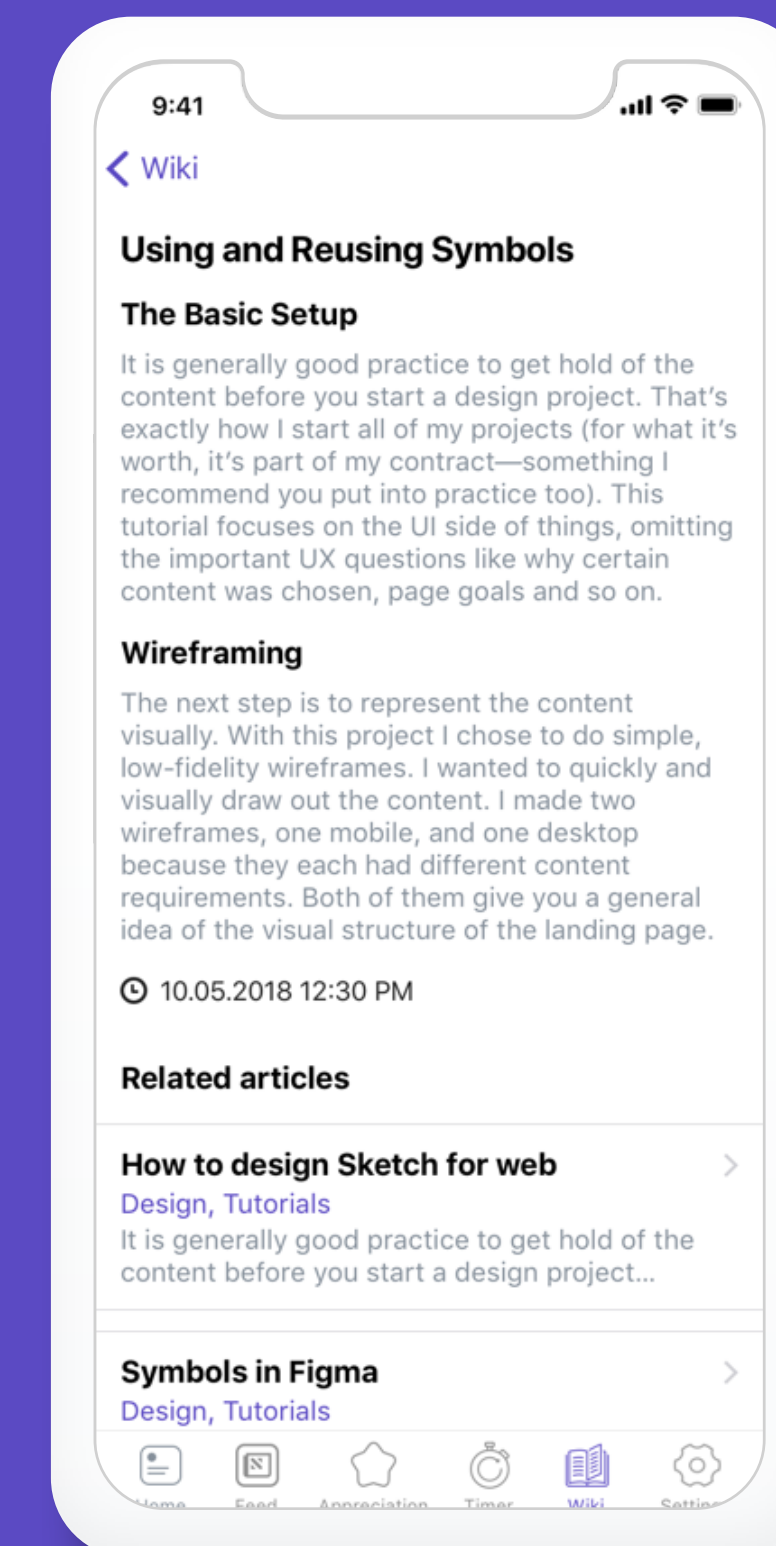 9:41
Wiki
Using and Reusing Symbols
The Basic Setup
It is generally good practice to get hold of the
content before you start a design project. That’s
exactly how I start all of my projects (for what it’s
worth, it’s part of my contract—something I
recommend you put into practice too). This
tutorial focuses on the UI side of things, omitting
the important UX questions like why certain
content was chosen, page goals and so on.
Wireframing
The next step is to represent the content
visually. With this project I chose to do simple,
low-fidelity wireframes. I wanted to quickly and
visually draw out the content. I made two
wireframes, one mobile, and one desktop
because they each had different content
requirements. Both of them give you a general
idea of the visual structure of the landing page.
10.05.2018 12:30 PM
Related articles
How to design Sketch for web
Design, Tutorials
It is generally good practice to get hold of the
content before you start a design project...
Symbols in Figma
Design, Tutorials
Home Feed Appreciation Timer Wiki